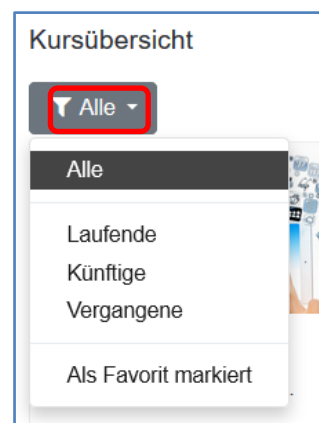 Kursübersicht
Alle
Alle
Laufende
Künftige
Vergangene
Als Favorit markiert